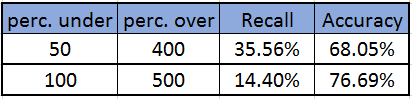 perc. under perc. over Recall Accuracy
50 400 35.56% 68.05%
100 500 14.40% 76.69%